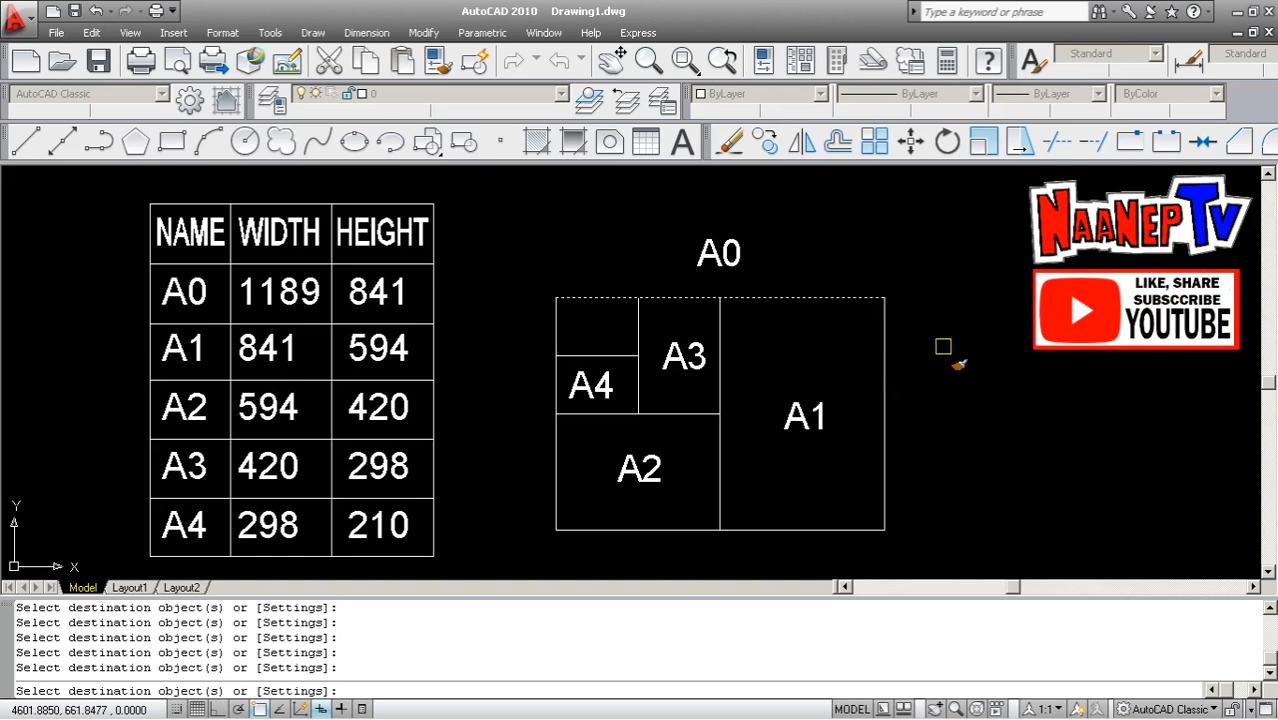 AutoCAD 2010 Drawing1.dwg
Type a keyword or phrase
File Edit View Insert Format Tools Draw Dimension Modify Parametric Window Help Express
Standard Standard
AutoCAD Classic 0 ByLayer ByLayer ByLayer ByColor
NAANEP TV
LIKE, SHARE
SUBSCCRIBE
YOUTUBE
NAME WIDTH HEIGHT
A0 1189 841
A1 841 594
A2 594 420
A3 420 298
A4 298 210
A0
A3
A4
A1
A2
Y
X
Model Layout1 Layout2
Select destination object(s) or [Settings]:
Select destination object(s) or [Settings]:
Select destination object(s) or [Settings]:
Select destination object(s) or [Settings]:
Select destination object(s) or [Settings]:
Select destination object(s) or [Settings]:
4601.8850, 661.8477, 0.0000 MODEL 1:1 AutoCAD Classic